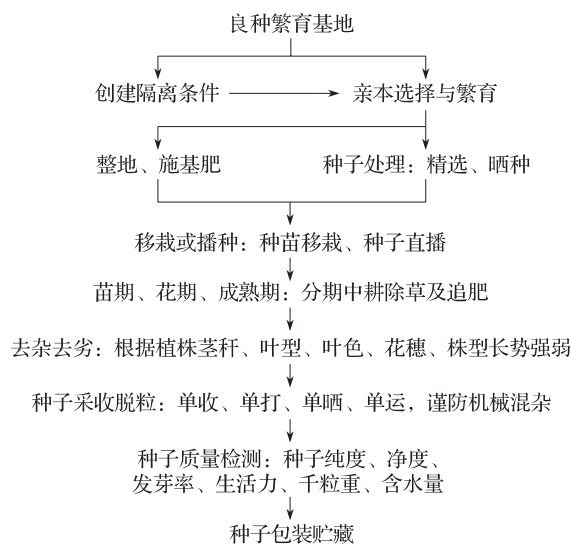 良种繁育基地
创建隔离条件
亲本选择与繁育
整地、施基肥
种子处理：精选、晒种
移栽或播种：种苗移栽、种子直播
苗期、花期、成熟期：分期中耕除草及追肥
去杂去劣：根据植株茎秆、叶型、叶色、花穗、株型长势强弱
种子采收脱粒：单收、单打、单晒、单运，谨防机械混杂
种子质量检测：种子纯度、净度、
发芽率、生活力、千粒重、含水量
种子包装贮藏